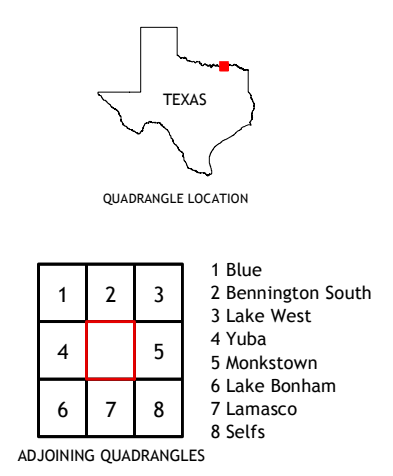 TEXAS
QUADRANGLE LOCATION
1 2 3
4 5
6 7 8
1 Blue
2 Bennington South
3 Lake West
4 Yuba
5 Monkstown
6 Lake Bonham
7 Lamasco
8 Selfs
ADJOINING QUADRANGLES